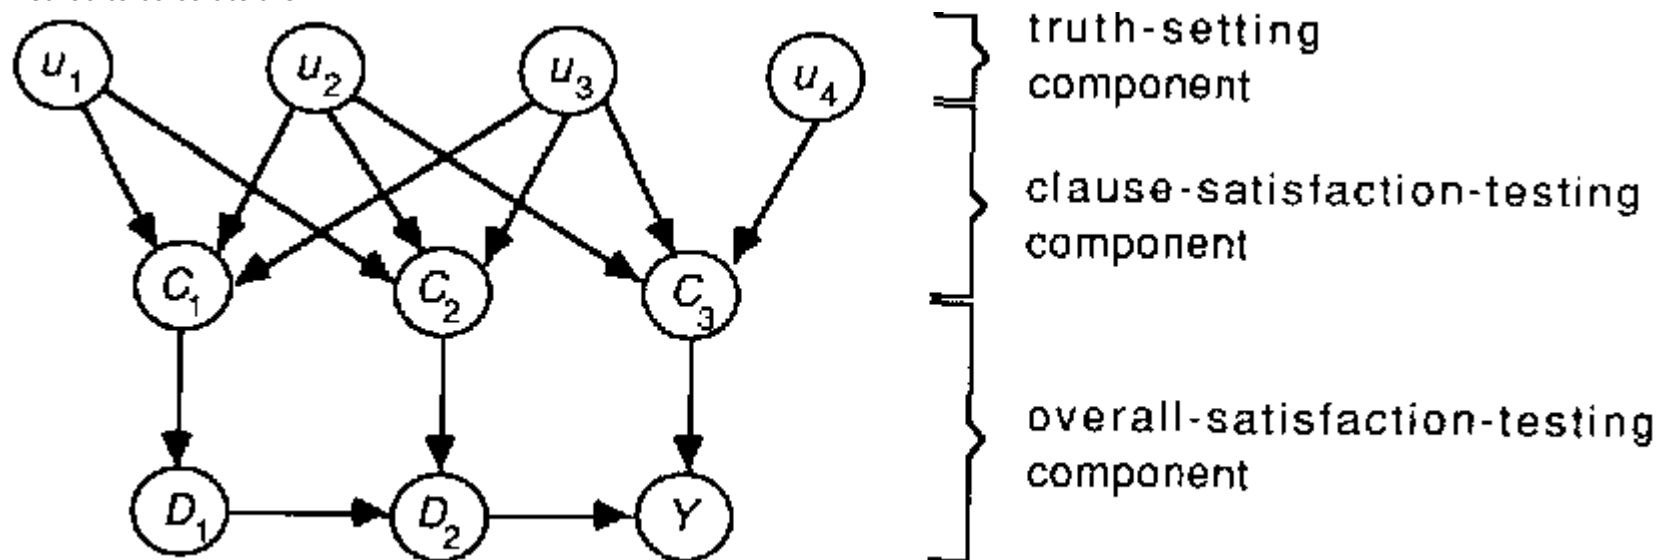 u1 u2 u3 u4
truth-setting
component
clause-satisfaction-testing
component
C1 C2 C3
overall-satisfaction-testing
component
D1 D2 Y